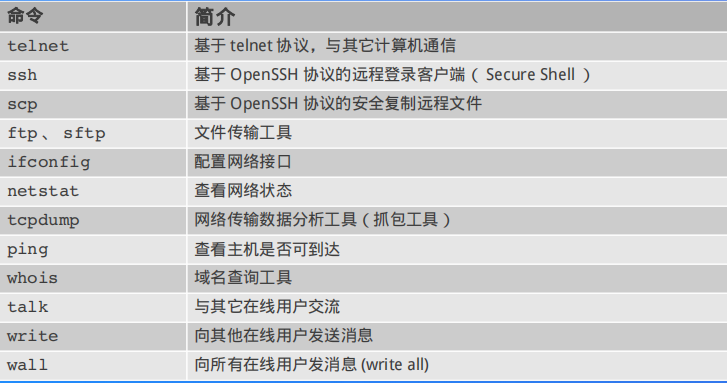 命令 简介
telnet 基于 telnet 协议，与其它计算机通信
ssh 基于 OpenSSH 协议的远程登录客户端（ Secure Shell ）
scp 基于 OpenSSH 协议的安全复制远程文件
ftp、sftp 文件传输工具
ifconfig 配置网络接口
netstat 查看网络状态
tcpdump 网络传输数据分析工具（抓包工具）
ping 查看主机是否可到达
whois 域名查询工具
talk 与其它在线用户交流
write 向其他在线用户发送消息
wall 向所有在线用户发消息 (write all)